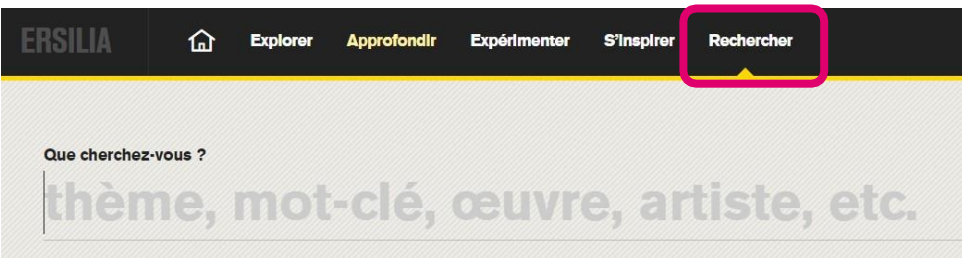 ERSILIA Explorer Approfondir Expérimenter S'inspirer Rechercher
Que cherchez-vous ?
thème, mot-clé, œuvre, artiste, etc.